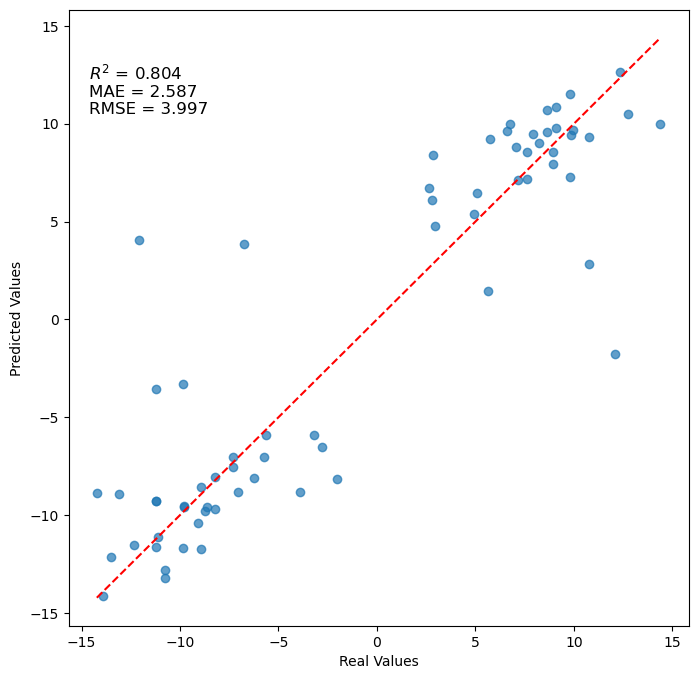 R² = 0.804
MAE = 2.587
RMSE = 3.997
15
10
5
0
−5
−10
−15
Predicted Values
−15 −10 −5 0 5 10 15
Real Values